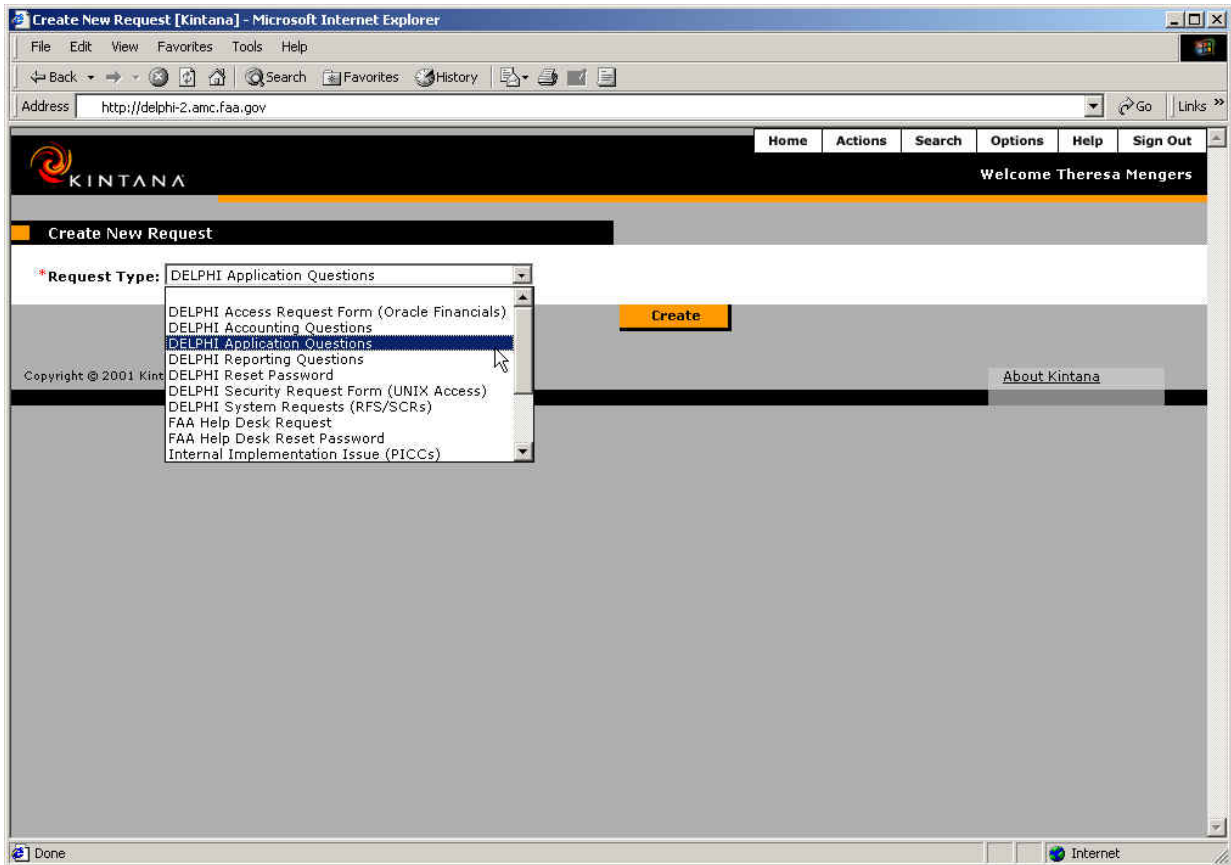 Create New Request [Kintana] - Microsoft Internet Explorer
File Edit View Favorites Tools Help
Back Search Favorites History
Address http://delphi-2.amc.faa.gov Go Links »
Home Actions Search Options Help Sign Out
KINTANA
Welcome Theresa Mengers
Create New Request
*Request Type: DELPHI Application Questions
DELPHI Access Request Form (Oracle Financials)
DELPHI Accounting Questions
DELPHI Application Questions
DELPHI Reporting Questions
DELPHI Reset Password
DELPHI Security Request Form (UNIX Access)
DELPHI System Requests (RFS/SCRs)
FAA Help Desk Request
FAA Help Desk Reset Password
Internal Implementation Issue (PICCs)
Create
Copyright © 2001 Kint
About Kintana
Done
Internet